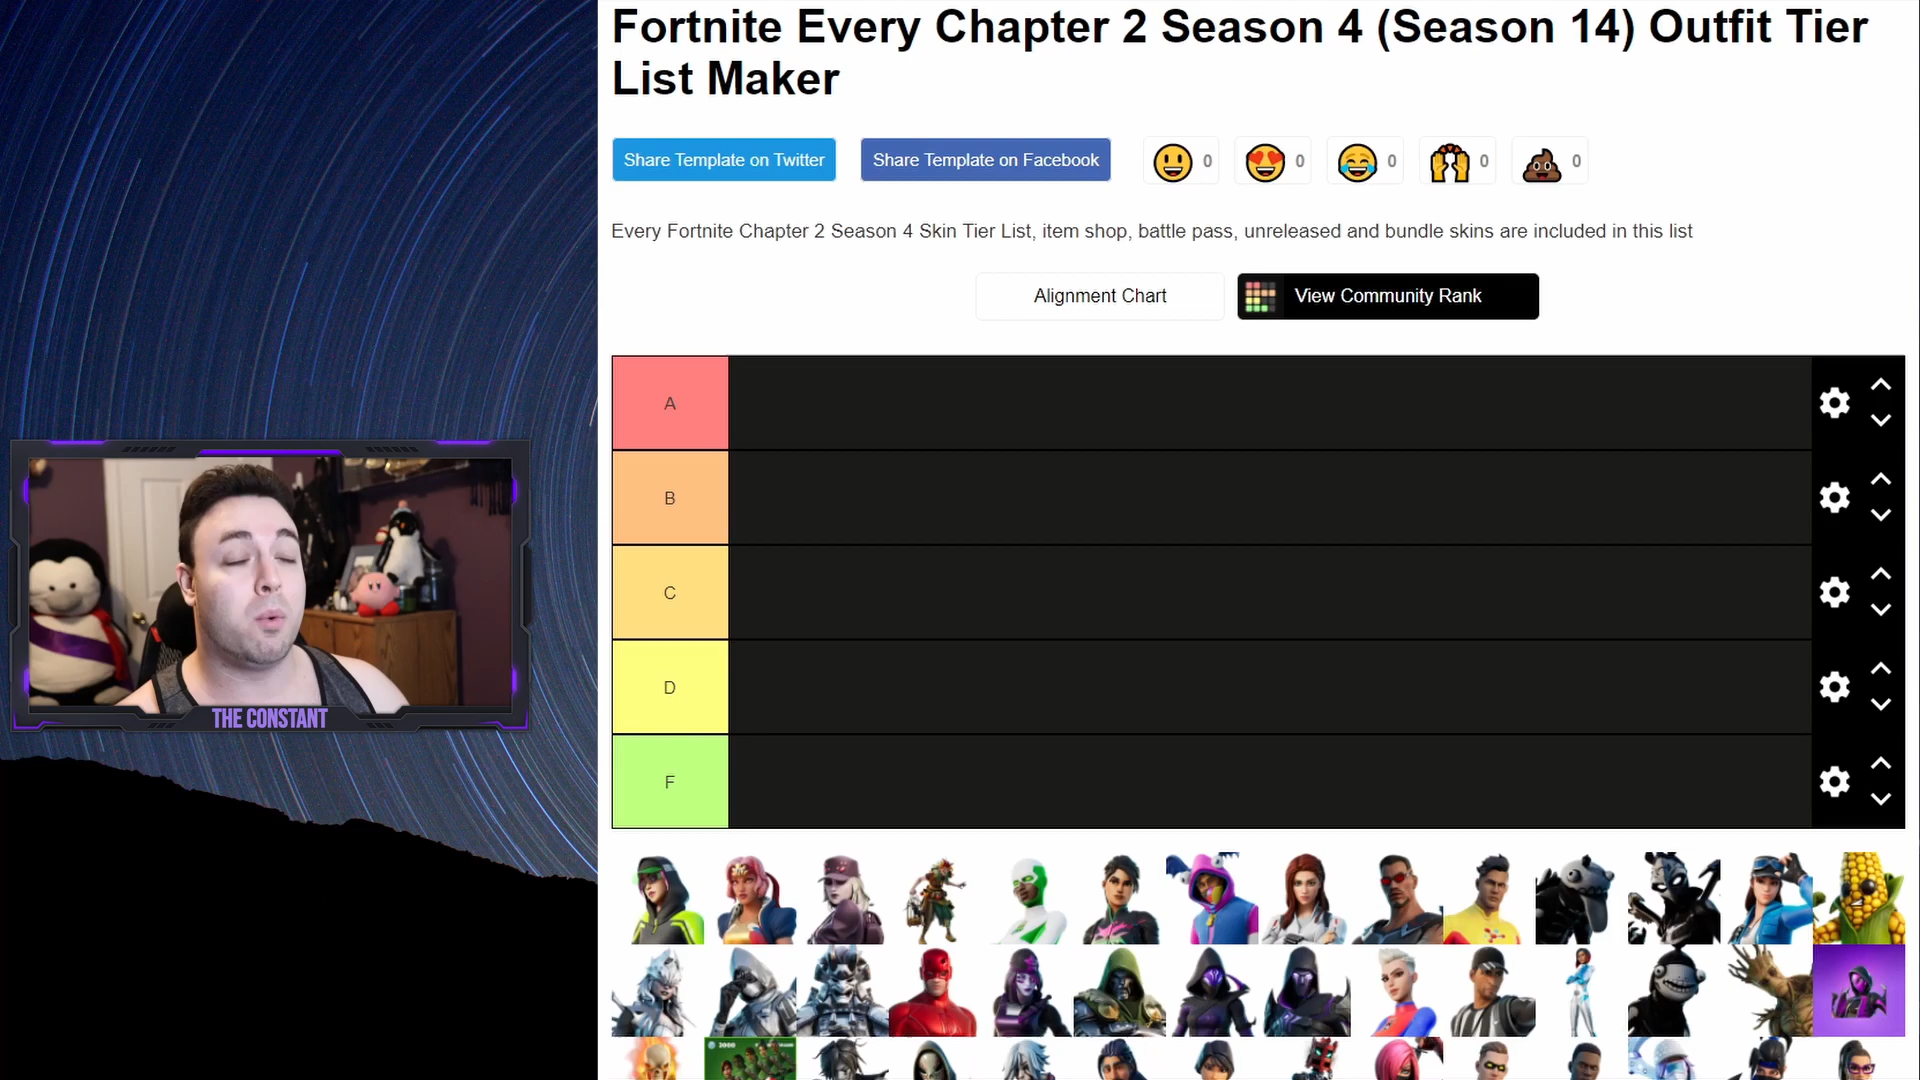 Fortnite Every Chapter 2 Season 4 (Season 14) Outfit Tier
List Maker
Share Template on Twitter
Share Template on Facebook
0
0
0
0
0
Every Fortnite Chapter 2 Season 4 Skin Tier List, item shop, battle pass, unreleased and bundle skins are included in this list
Alignment Chart
View Community Rank
A
B
C
D
F
THE CONSTANT